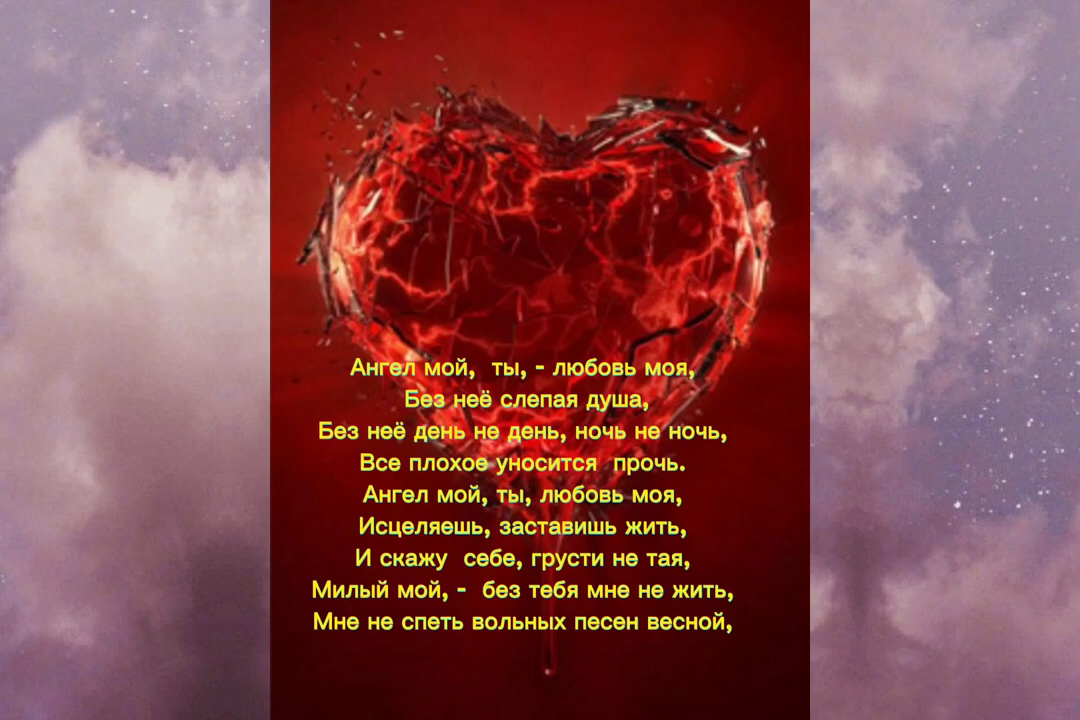 Ангел мой,  ты, - любовь моя,
Без неё слепая душа,
Без неё день не день, ночь не ночь,
Все плохое уносится  прочь.
Ангел мой, ты, любовь моя,
Исцеляешь, заставишь жить,
И скажу  себе, грусти не тая,
Милый мой, -  без тебя мне не жить,
Мне не спеть вольных песен весной,